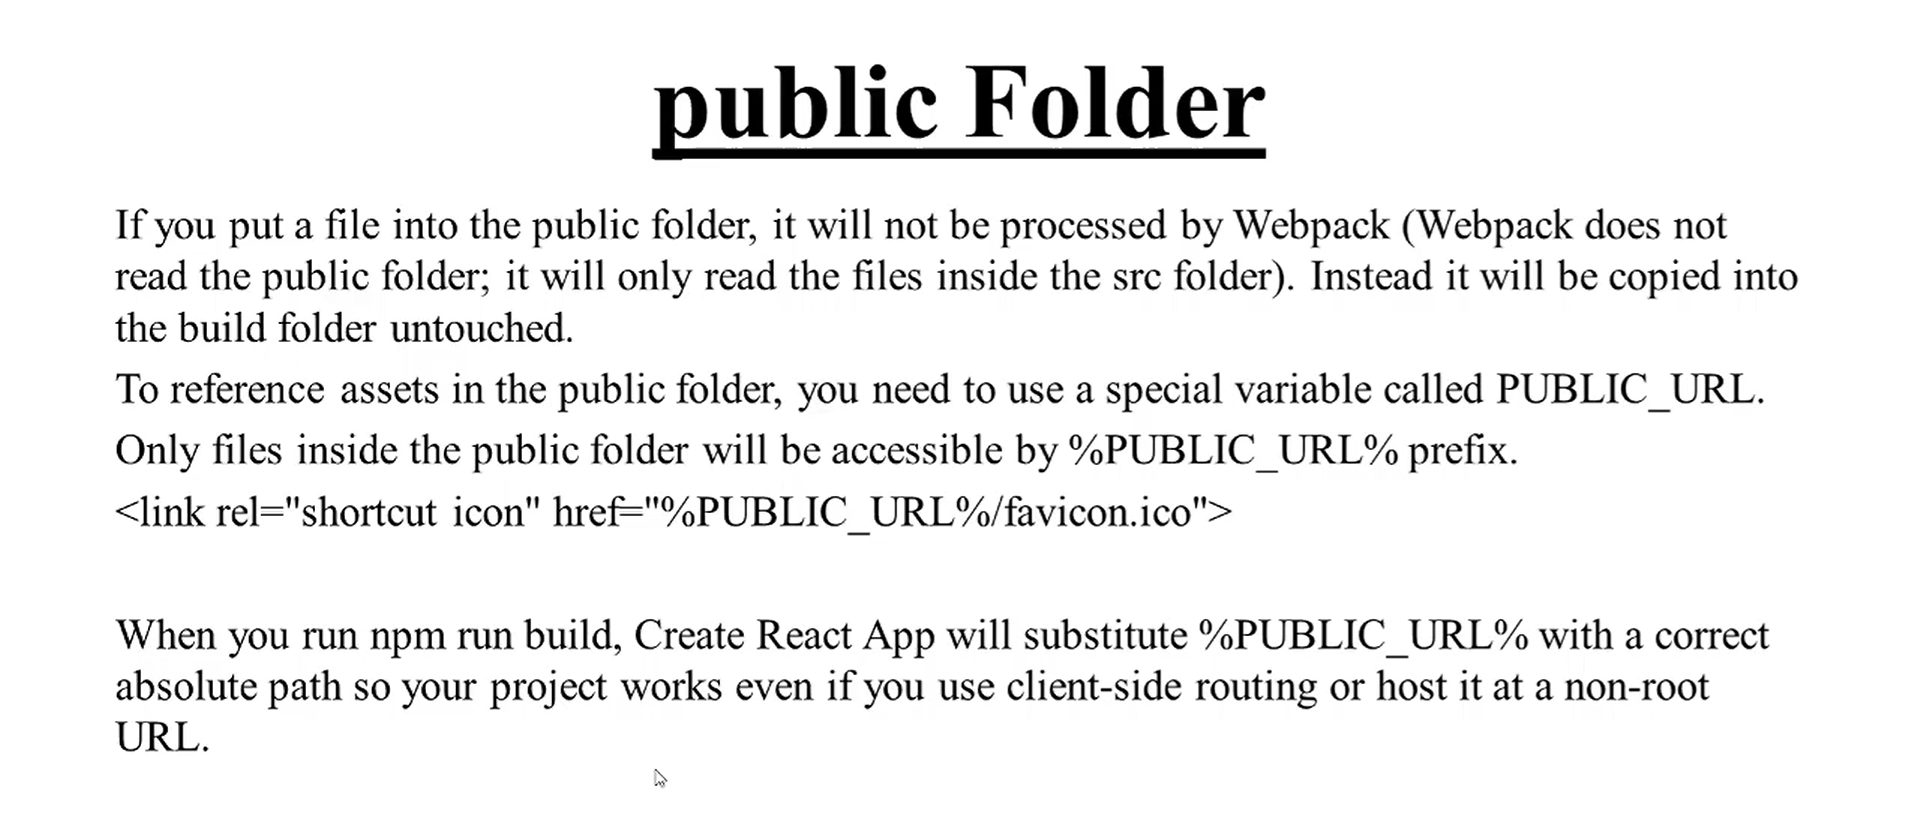 public Folder
If you put a file into the public folder, it will not be processed by Webpack (Webpack does not
read the public folder; it will only read the files inside the src folder). Instead it will be copied into
the build folder untouched.
To reference assets in the public folder, you need to use a special variable called PUBLIC_URL.
Only files inside the public folder will be accessible by %PUBLIC_URL% prefix.
<link rel="shortcut icon" href="%PUBLIC_URL%/favicon.ico">
When you run npm run build, Create React App will substitute %PUBLIC_URL% with a correct
absolute path so your project works even if you use client-side routing or host it at a non-root
URL.